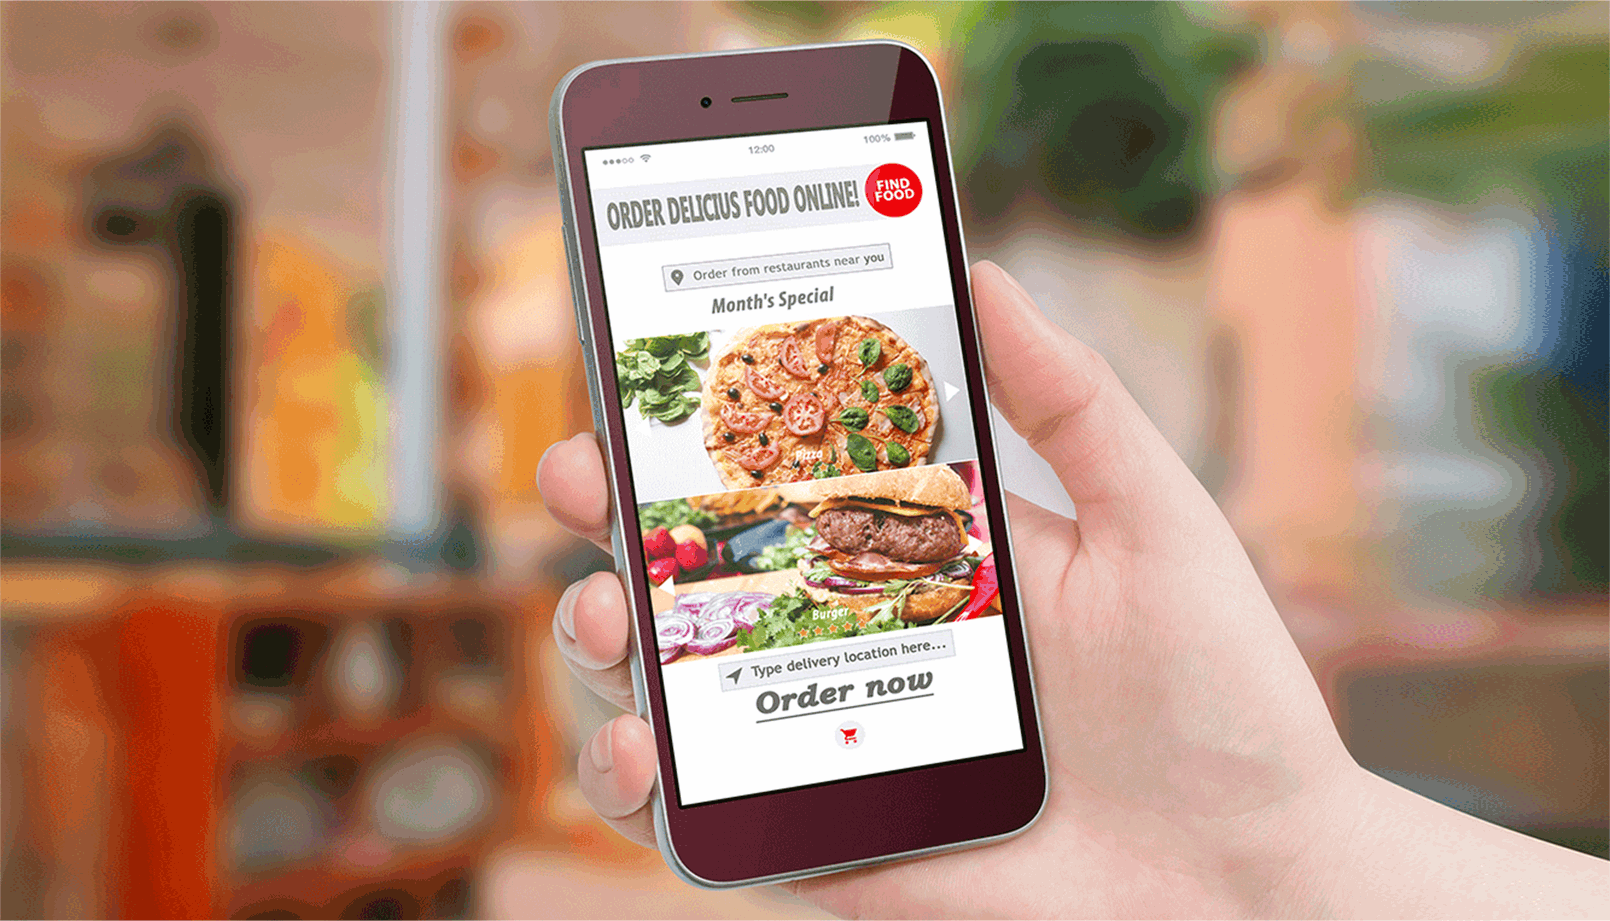 12:00
100%
ORDER DELICIUS FOOD ONLINE!
FIND
FOOD
Order from restaurants near you
Month's Special
Pizza
Burger
Type delivery location here...
Order now